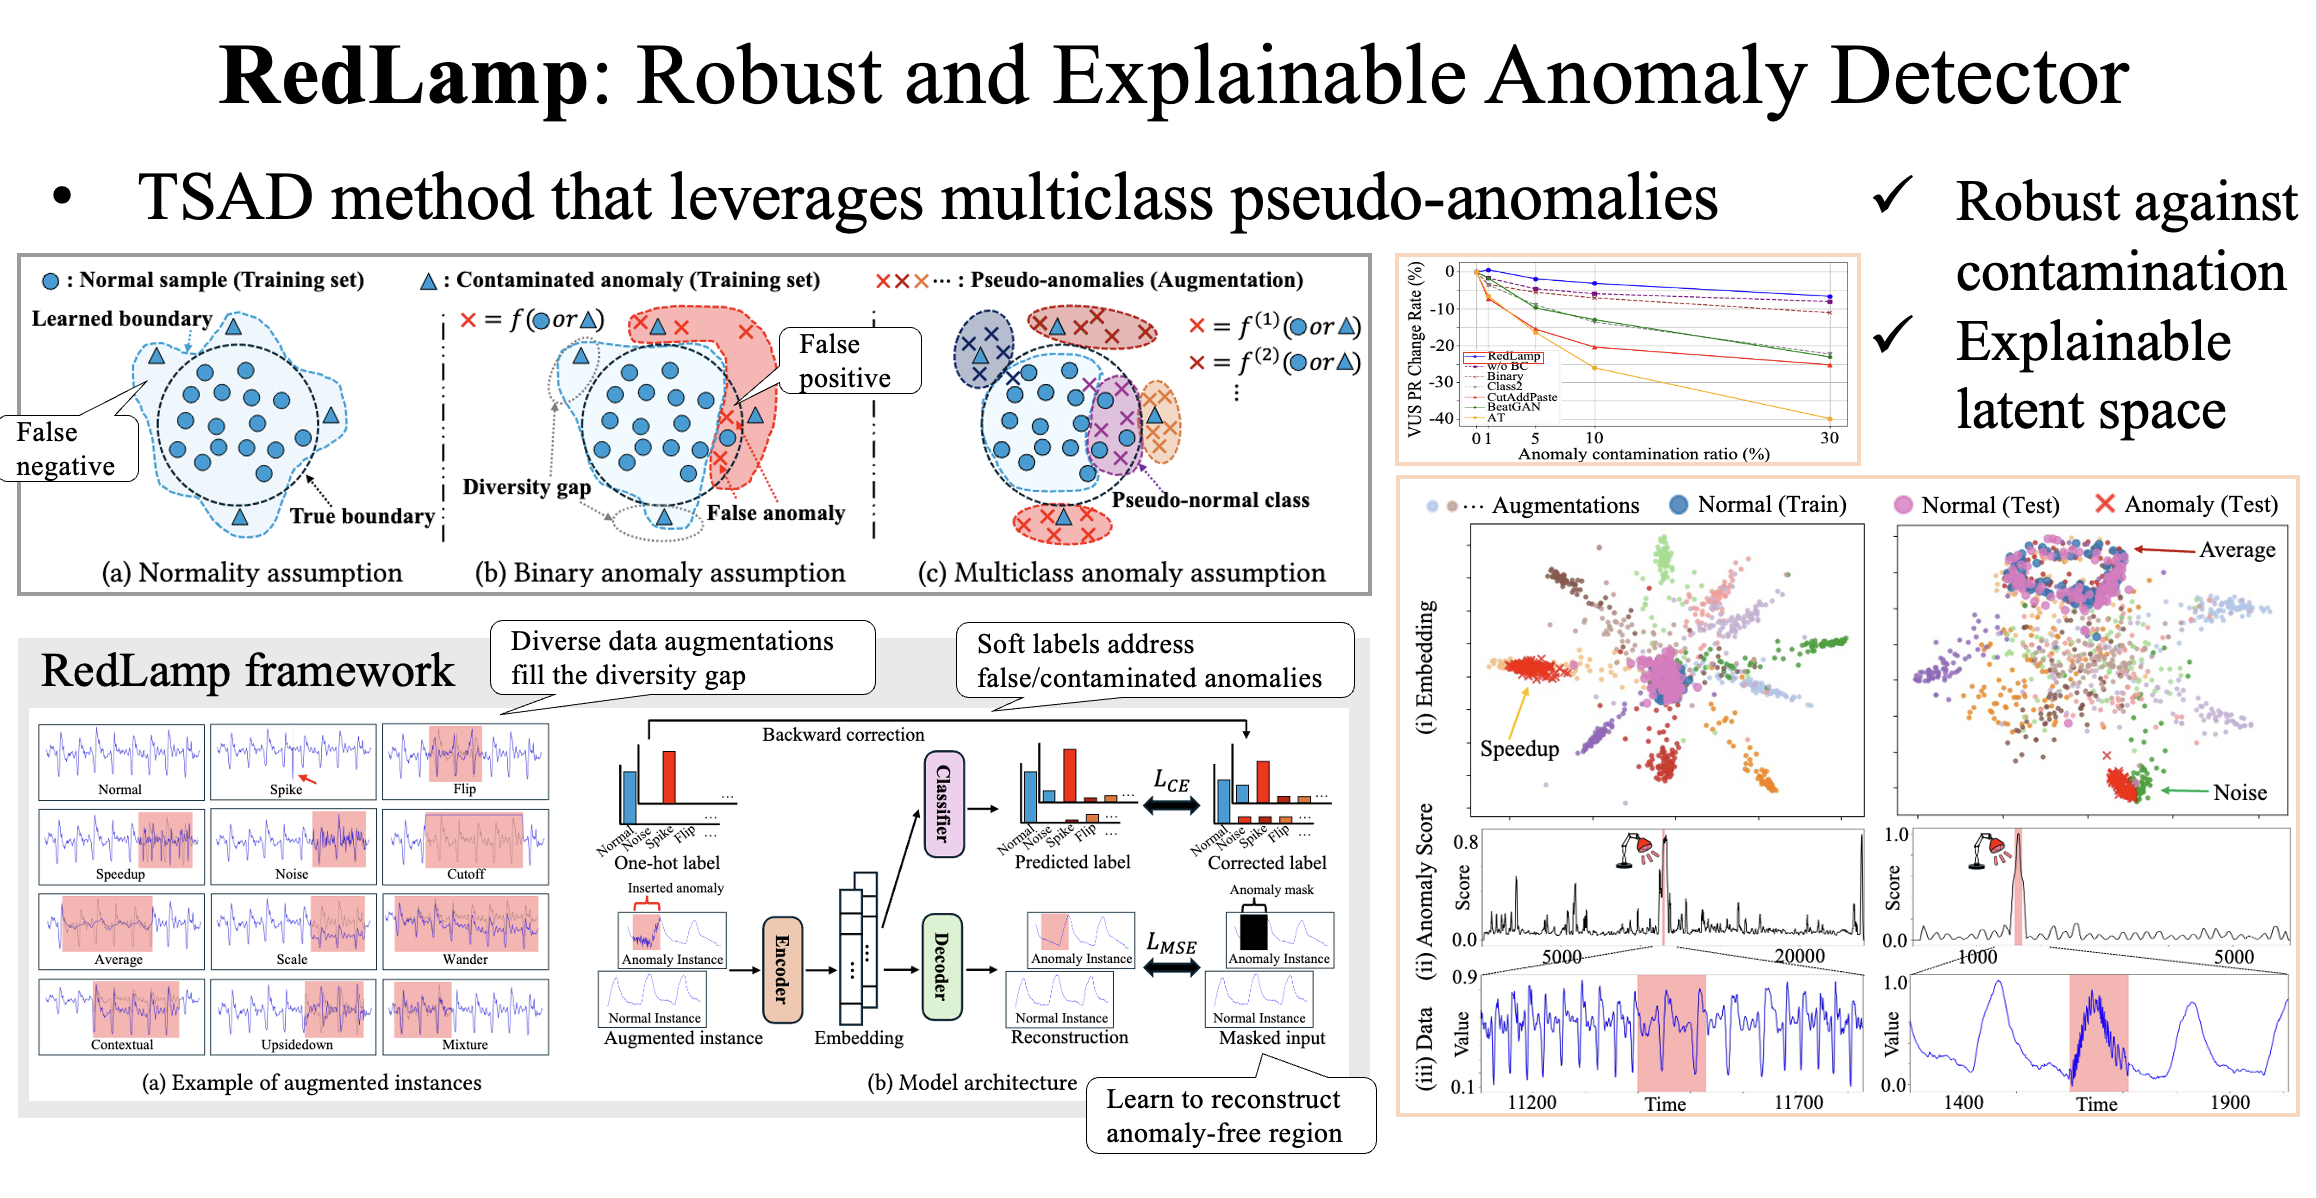 RedLamp: Robust and Explainable Anomaly Detector
• TSAD method that leverages multiclass pseudo-anomalies
✓ Robust against
contamination
✓ Explainable
latent space
: Normal sample (Training set)
: Contaminated anomaly (Training set)
: Pseudo-anomalies (Augmentation)
Learned boundary
False
negative
True boundary
(a) Normality assumption
× = f( or )
False
positive
Diversity gap
False anomaly
(b) Binary anomaly assumption
× = f⁽¹⁾( or )
× = f⁽²⁾( or )
⋮
Pseudo-normal class
(c) Multiclass anomaly assumption
VUS PR Change Rate (%)
0
-10
-20
-30
-40
RedLamp
w/o BC
Binary
Class2
CutAddPaste
BeatGAN
AT
0 1 5 10 30
Anomaly contamination ratio (%)
RedLamp framework
Diverse data augmentations
fill the diversity gap
Soft labels address
false/contaminated anomalies
Normal
Spike
Flip
Speedup
Noise
Cutoff
Average
Scale
Wander
Contextual
Upsidedown
Mixture
(a) Example of augmented instances
Backward correction
Normal Noise Spike Flip ...
...
One-hot label
Classifier
Normal Noise Spike Flip ...
...
Predicted label
L_CE
Normal Noise Spike Flip ...
...
Corrected label
Inserted anomaly
Anomaly Instance
Normal Instance
Augmented instance
Encoder
Embedding
Decoder
Anomaly Instance
Normal Instance
Reconstruction
L_MSE
Anomaly mask
Anomaly Instance
Normal Instance
Masked input
(b) Model architecture
Learn to reconstruct
anomaly-free region
... Augmentations
Normal (Train)
Normal (Test)
Anomaly (Test)
(i) Embedding
Speedup
Average
Noise
(ii) Anomaly Score
Score
0.8
0.0
5000 20000
Score
1.0
0.0
1000 5000
(iii) Data
Value
0.9
0.1
11200 Time 11700
Value
1.0
0.0
1400 Time 1900